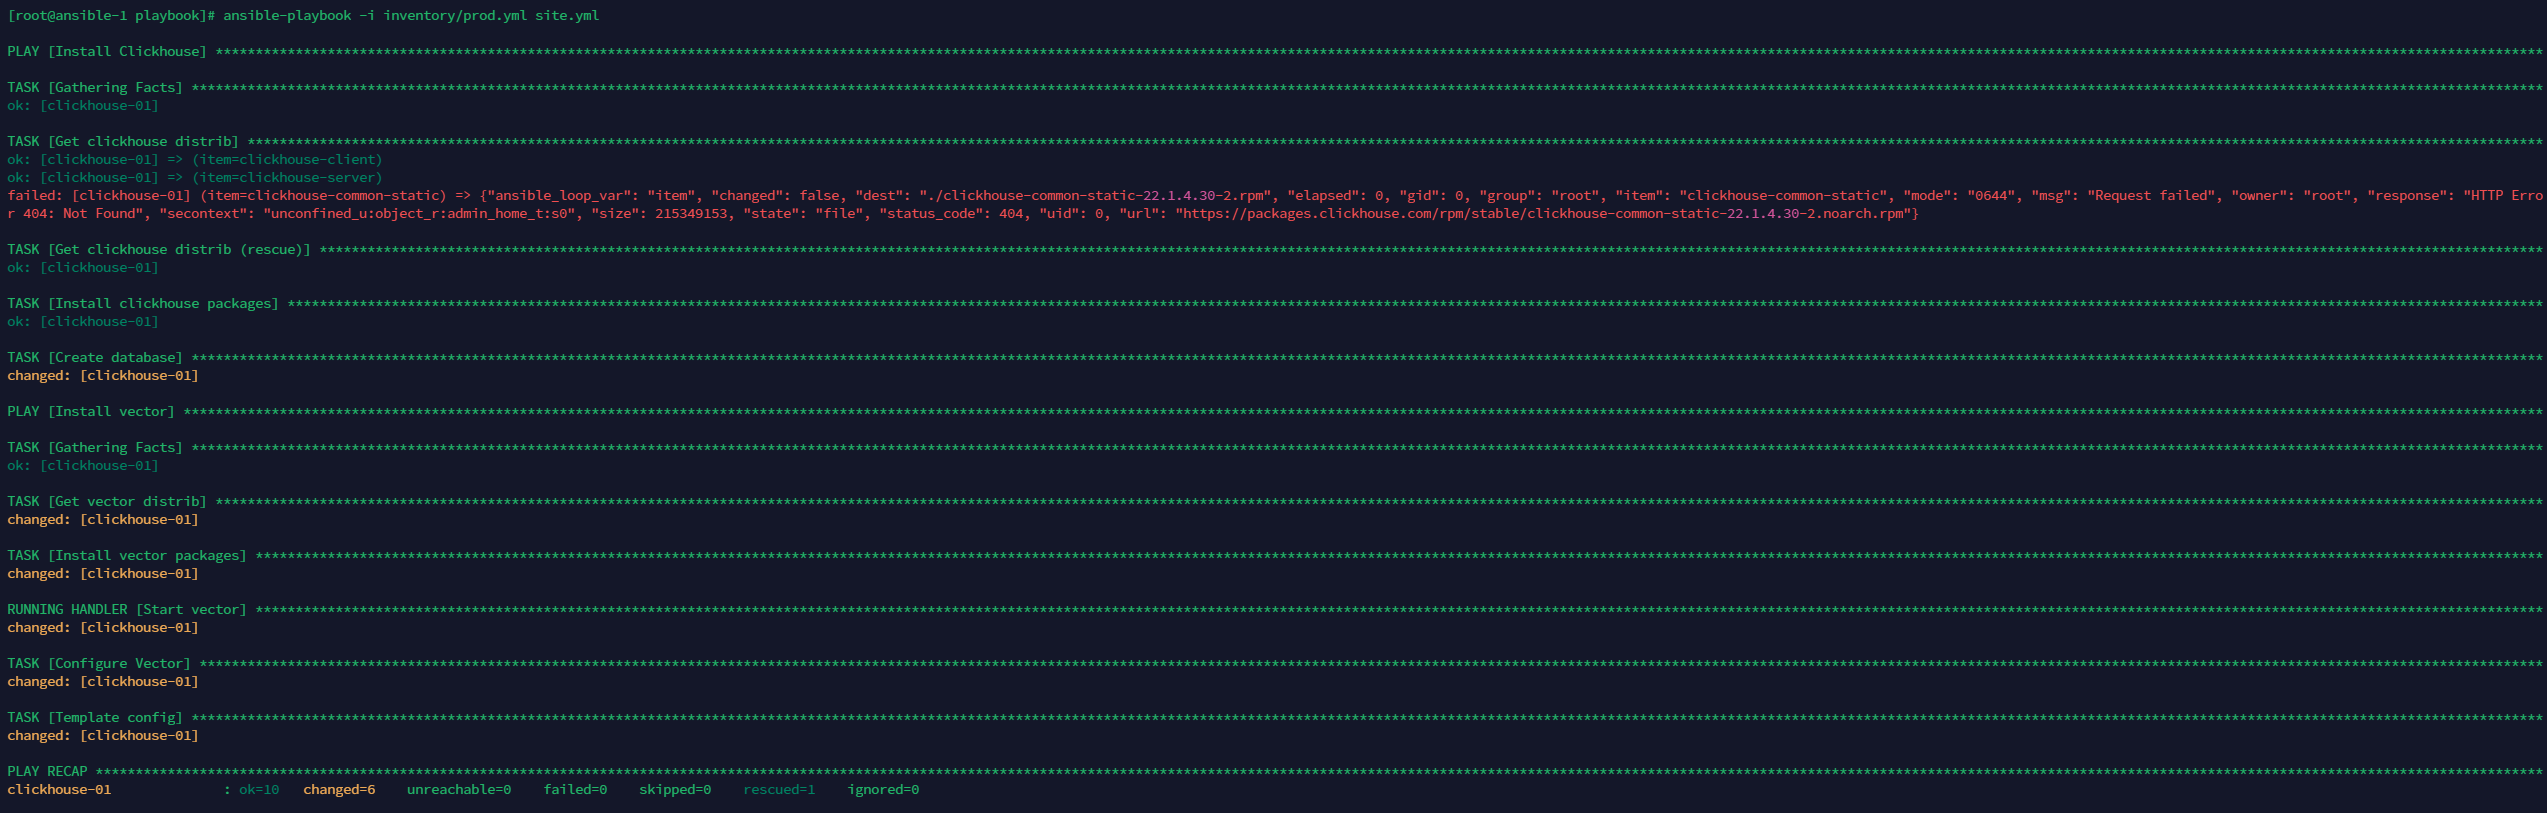 [root@ansible-1 playbook]# ansible-playbook -i inventory/prod.yml site.yml
PLAY [Install Clickhouse] ****
TASK [Gathering Facts] ****
ok: [clickhouse-01]
TASK [Get clickhouse distrib] ****
ok: [clickhouse-01] => (item=clickhouse-client)
ok: [clickhouse-01] => (item=clickhouse-server)
failed: [clickhouse-01] (item=clickhouse-common-static) => {"ansible_loop_var": "item", "changed": false, "dest": "./clickhouse-common-static-22.1.4.30-2.rpm", "elapsed": 0, "gid": 0, "group": "root", "item": "clickhouse-common-static", "mode": "0644", "msg": "Request failed", "owner": "root", "response": "HTTP Erro
r 404: Not Found", "secontext": "unconfined_u:object_r:admin_home_t:s0", "size": 215349153, "state": "file", "status_code": 404, "uid": 0, "url": "https://packages.clickhouse.com/rpm/stable/clickhouse-common-static-22.1.4.30-2.noarch.rpm"}
TASK [Get clickhouse distrib (rescue)] ****
ok: [clickhouse-01]
TASK [Install clickhouse packages] ****
ok: [clickhouse-01]
TASK [Create database] ****
changed: [clickhouse-01]
PLAY [Install vector] ****
TASK [Gathering Facts] ****
ok: [clickhouse-01]
TASK [Get vector distrib] ****
changed: [clickhouse-01]
TASK [Install vector packages] ****
changed: [clickhouse-01]
RUNNING HANDLER [Start vector] ****
changed: [clickhouse-01]
TASK [Configure Vector] ****
changed: [clickhouse-01]
TASK [Template config] ****
changed: [clickhouse-01]
PLAY RECAP ****
clickhouse-01 : ok=10 changed=6 unreachable=0 failed=0 skipped=0 rescued=1 ignored=0